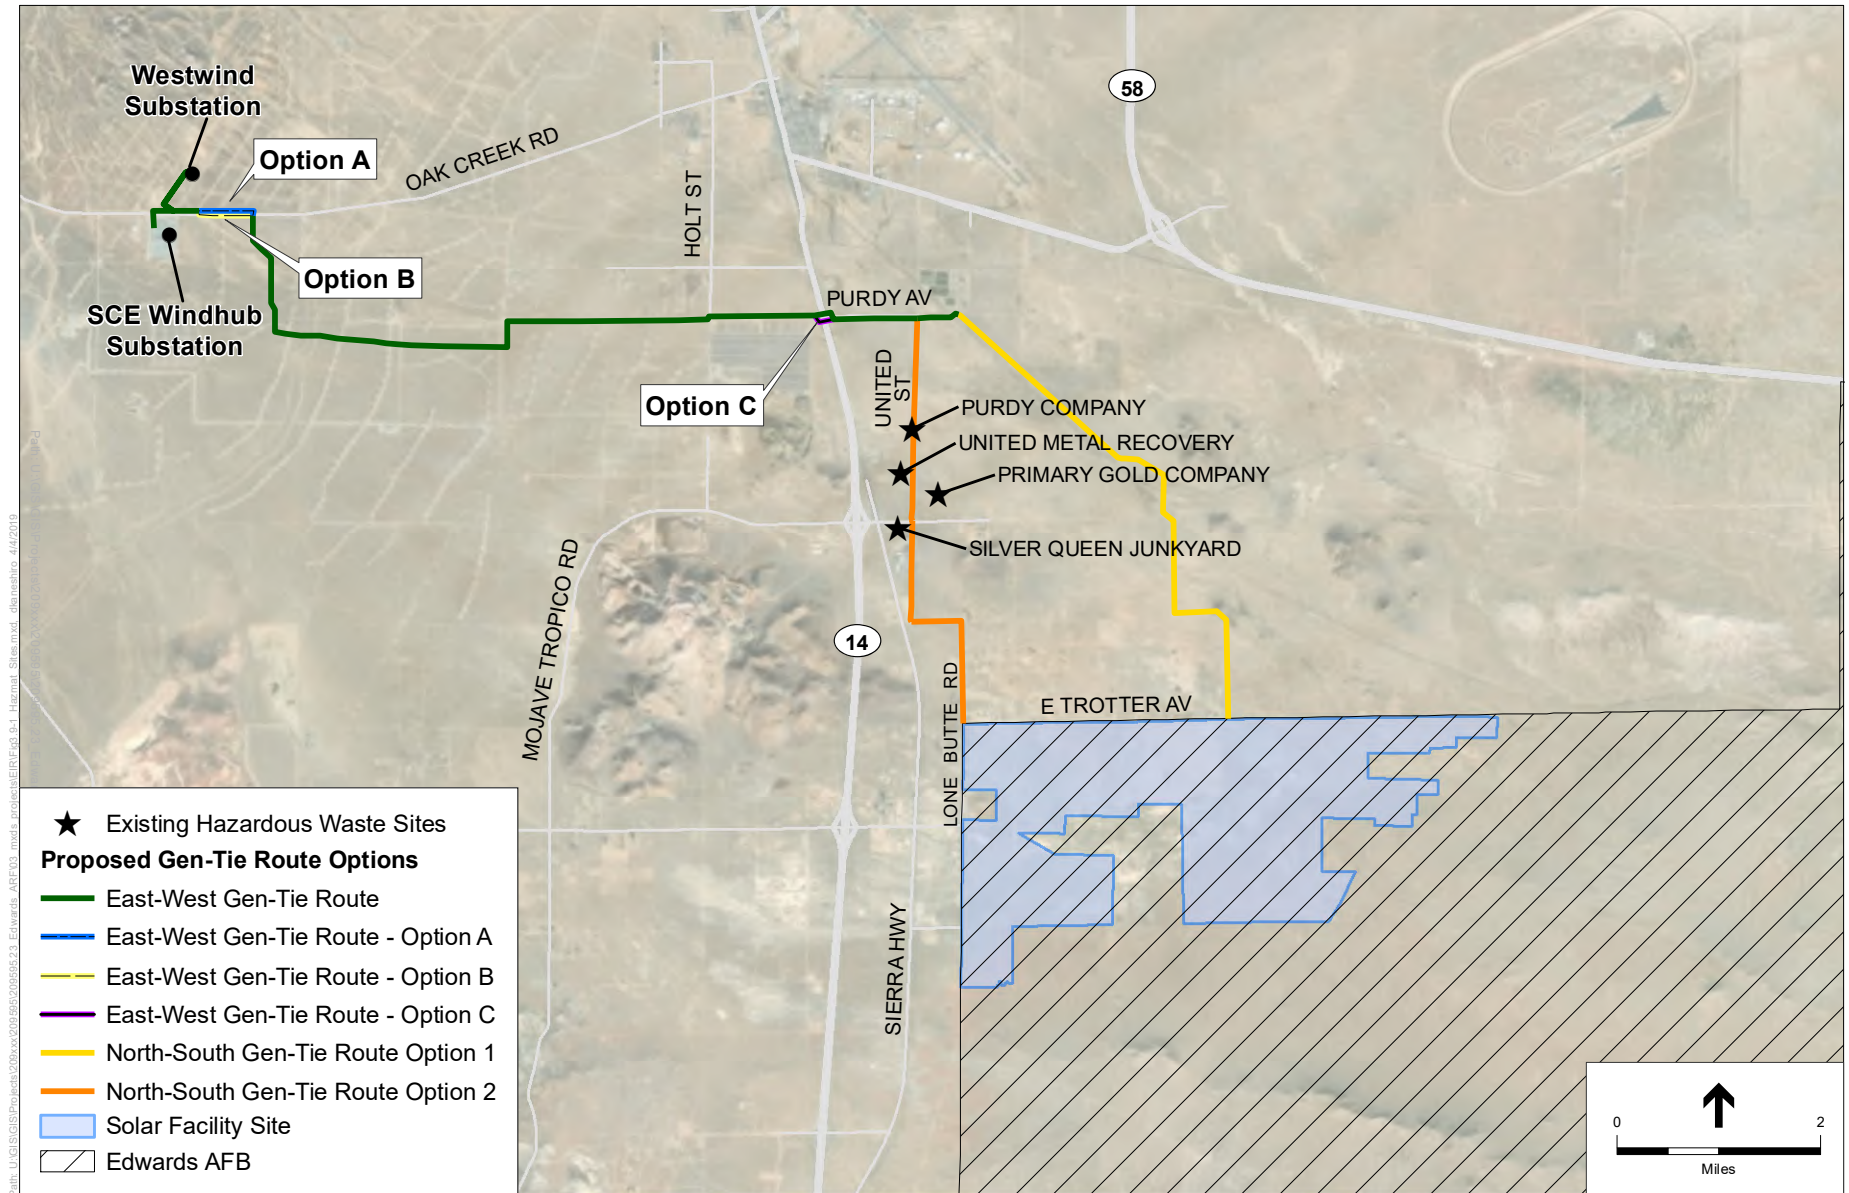 Westwind
Substation
Option A
OAK CREEK RD
58
HOLT ST
Option B
SCE Windhub
Substation
PURDY AV
UNITED
ST
Option C
PURDY COMPANY
UNITED METAL RECOVERY
PRIMARY GOLD COMPANY
SILVER QUEEN JUNKYARD
MOJAVE TROPICO RD
14
LONE BUTTE RD
E TROTTER AV
SIERRA HWY
Existing Hazardous Waste Sites
Proposed Gen-Tie Route Options
East-West Gen-Tie Route
East-West Gen-Tie Route - Option A
East-West Gen-Tie Route - Option B
East-West Gen-Tie Route - Option C
North-South Gen-Tie Route Option 1
North-South Gen-Tie Route Option 2
Solar Facility Site
Edwards AFB
0 2
Miles